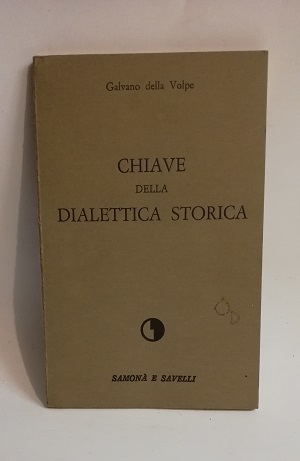 Galvano della Volpe
CHIAVE
DELLA
DIALETTICA STORICA
SAMONÀ E SAVELLI